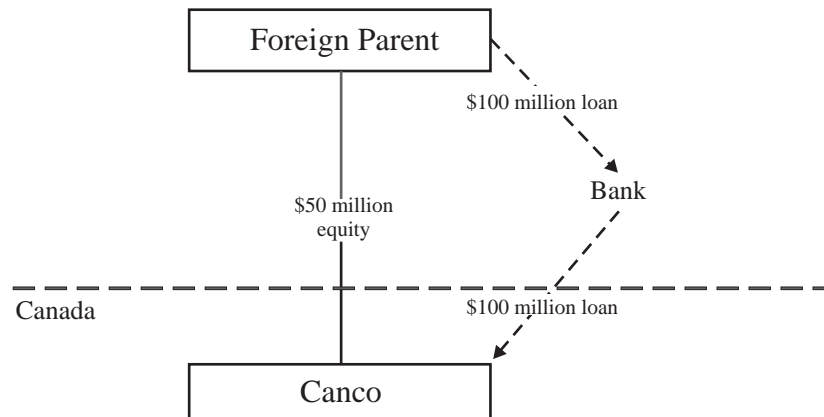 Foreign Parent
$100 million loan
Bank
$50 million
equity
Canada
$100 million loan
Canco